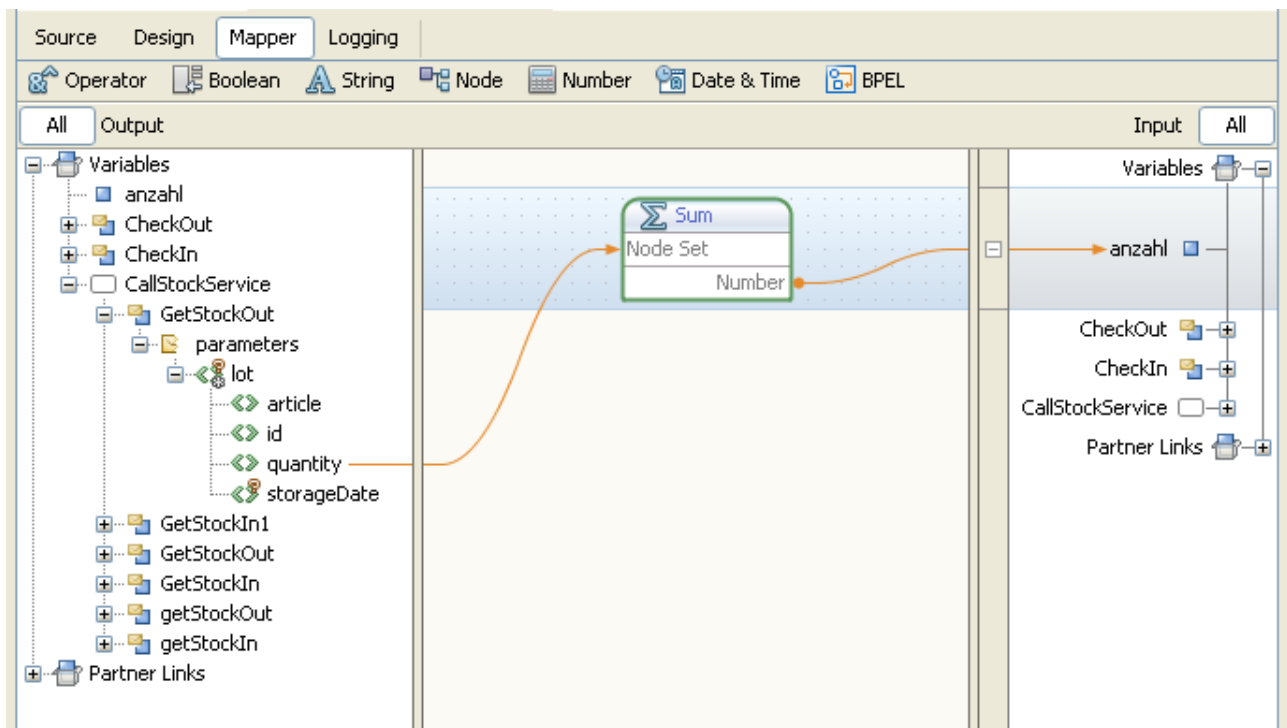 Source Design Mapper Logging
Operator Boolean String Node Number Date & Time BPEL
All Output Input All
Variables
anzahl
CheckOut
CheckIn
CallStockService
GetStockOut
parameters
lot
article
id
quantity
storageDate
GetStockIn1
GetStockOut
GetStockIn
getStockOut
getStockIn
Partner Links
Sum
Node Set
Number
Variables
anzahl
CheckOut
CheckIn
CallStockService
Partner Links